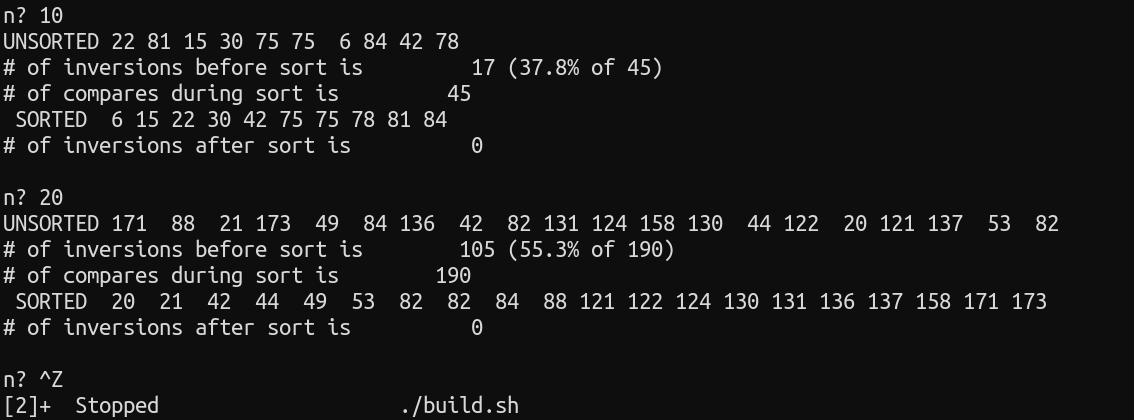 n? 10
UNSORTED 22 81 15 30 75 75  6 84 42 78
# of inversions before sort is         17 (37.8% of 45)
# of compares during sort is         45
 SORTED  6 15 22 30 42 75 75 78 81 84
# of inversions after sort is          0

n? 20
UNSORTED 171  88  21 173  49  84 136  42  82 131 124 158 130  44 122  20 121 137  53  82
# of inversions before sort is        105 (55.3% of 190)
# of compares during sort is        190
 SORTED  20  21  42  44  49  53  82  82  84  88 121 122 124 130 131 136 137 158 171 173
# of inversions after sort is          0

n? ^Z
[2]+  Stopped                 ./build.sh